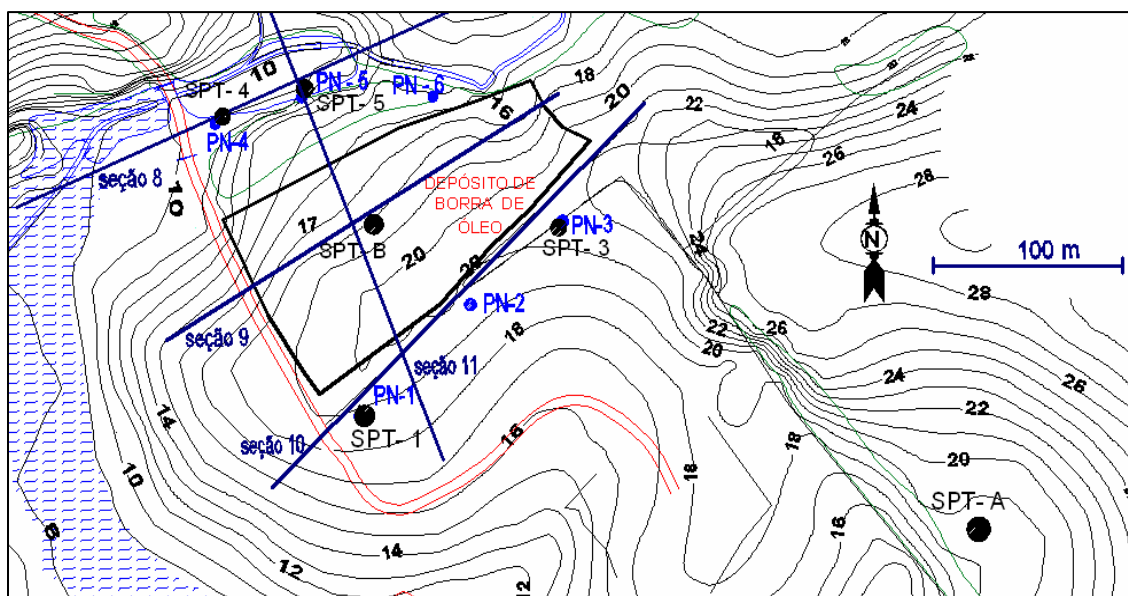 10
18
SPT- 4
PN - 5
PN - 6
16
20
22
24
SPT- 5
PN-4
18
26
seção 8
10
DEPÓSITO DE
BORRA DE
ÓLEO
28
17
PN-3
SPT- B
SPT- 3
N
20
24
100 m
20
PN-2
28
18
22
26
seção 9
20
seção 11
24
26
PN-1
14
22
SPT- 1
16
18
seção 10
18
20
10
SPT- A
16
14
12
12